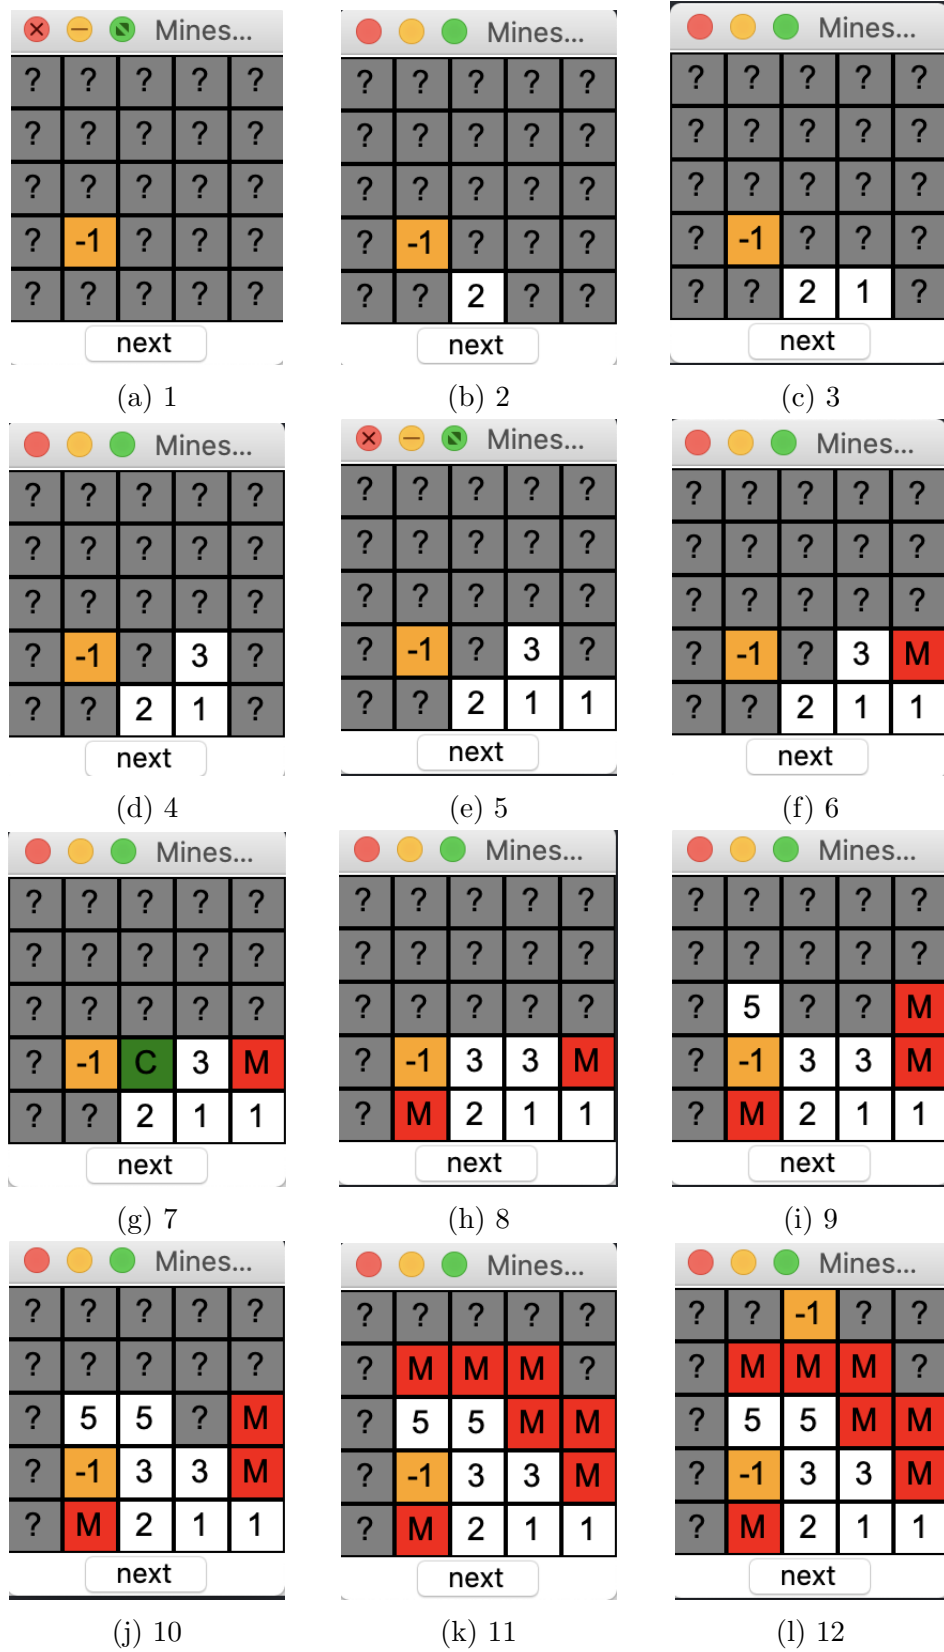 Mines...
? ? ? ? ?
? ? ? ? ?
? ? ? ? ?
? -1 ? ? ?
? ? ? ? ?
next
(a) 1
Mines...
? ? ? ? ?
? ? ? ? ?
? ? ? ? ?
? -1 ? ? ?
? ? 2 ? ?
next
(b) 2
Mines...
? ? ? ? ?
? ? ? ? ?
? ? ? ? ?
? -1 ? ? ?
? ? 2 1 ?
next
(c) 3
Mines...
? ? ? ? ?
? ? ? ? ?
? ? ? ? ?
? -1 ? 3 ?
? ? 2 1 ?
next
(d) 4
Mines...
? ? ? ? ?
? ? ? ? ?
? ? ? ? ?
? -1 ? 3 ?
? ? 2 1 1
next
(e) 5
Mines...
? ? ? ? ?
? ? ? ? ?
? ? ? ? ?
? -1 ? 3 M
? ? 2 1 1
next
(f) 6
Mines...
? ? ? ? ?
? ? ? ? ?
? ? ? ? ?
? -1 C 3 M
? ? 2 1 1
next
(g) 7
Mines...
? ? ? ? ?
? ? ? ? ?
? ? ? ? ?
? -1 3 3 M
? M 2 1 1
next
(h) 8
Mines...
? ? ? ? ?
? ? ? ? ?
? 5 ? ? M
? -1 3 3 M
? M 2 1 1
next
(i) 9
Mines...
? ? ? ? ?
? ? ? ? ?
? 5 5 ? M
? -1 3 3 M
? M 2 1 1
next
(j) 10
Mines...
? ? ? ? ?
? M M M ?
? 5 5 M M
? -1 3 3 M
? M 2 1 1
next
(k) 11
Mines...
? ? -1 ? ?
? M M M ?
? 5 5 M M
? -1 3 3 M
? M 2 1 1
next
(l) 12